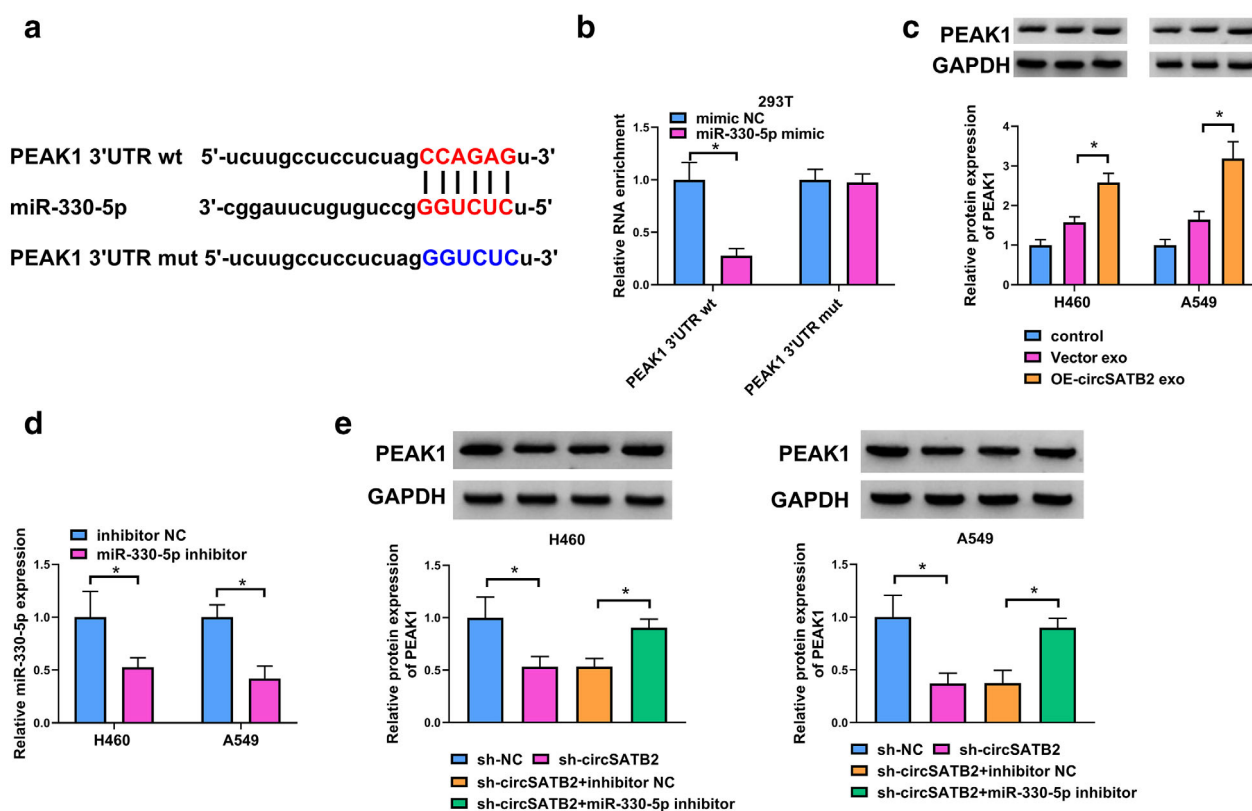 a
PEAK1 3'UTR wt 5'-ucuugccuccucuagCCAGAGu-3'
miR-330-5p 3'-cggauucuguguccgGGUCUCu-5'
PEAK1 3'UTR mut 5'-ucuugccuccucuagGGUCUCu-3'
b
293T
mimic NC
miR-330-5p mimic
Relative RNA enrichment
1.5
1.0
0.5
0.0
*
PEAK1 3'UTR wt
PEAK1 3'UTR mut
c
PEAK1
GAPDH
Relative protein expression
of PEAK1
4
3
2
1
0
*
*
H460
A549
control
Vector exo
OE-circSATB2 exo
d
inhibitor NC
miR-330-5p inhibitor
Relative miR-330-5p expression
1.5
1.0
0.5
0.0
*
*
H460
A549
e
PEAK1
GAPDH
H460
Relative protein expression
of PEAK1
1.5
1.0
0.5
0.0
*
*
sh-NC sh-circSATB2
sh-circSATB2+inhibitor NC
sh-circSATB2+miR-330-5p inhibitor
PEAK1
GAPDH
A549
Relative protein expression
of PEAK1
1.5
1.0
0.5
0.0
*
*
sh-NC sh-circSATB2
sh-circSATB2+inhibitor NC
sh-circSATB2+miR-330-5p inhibitor